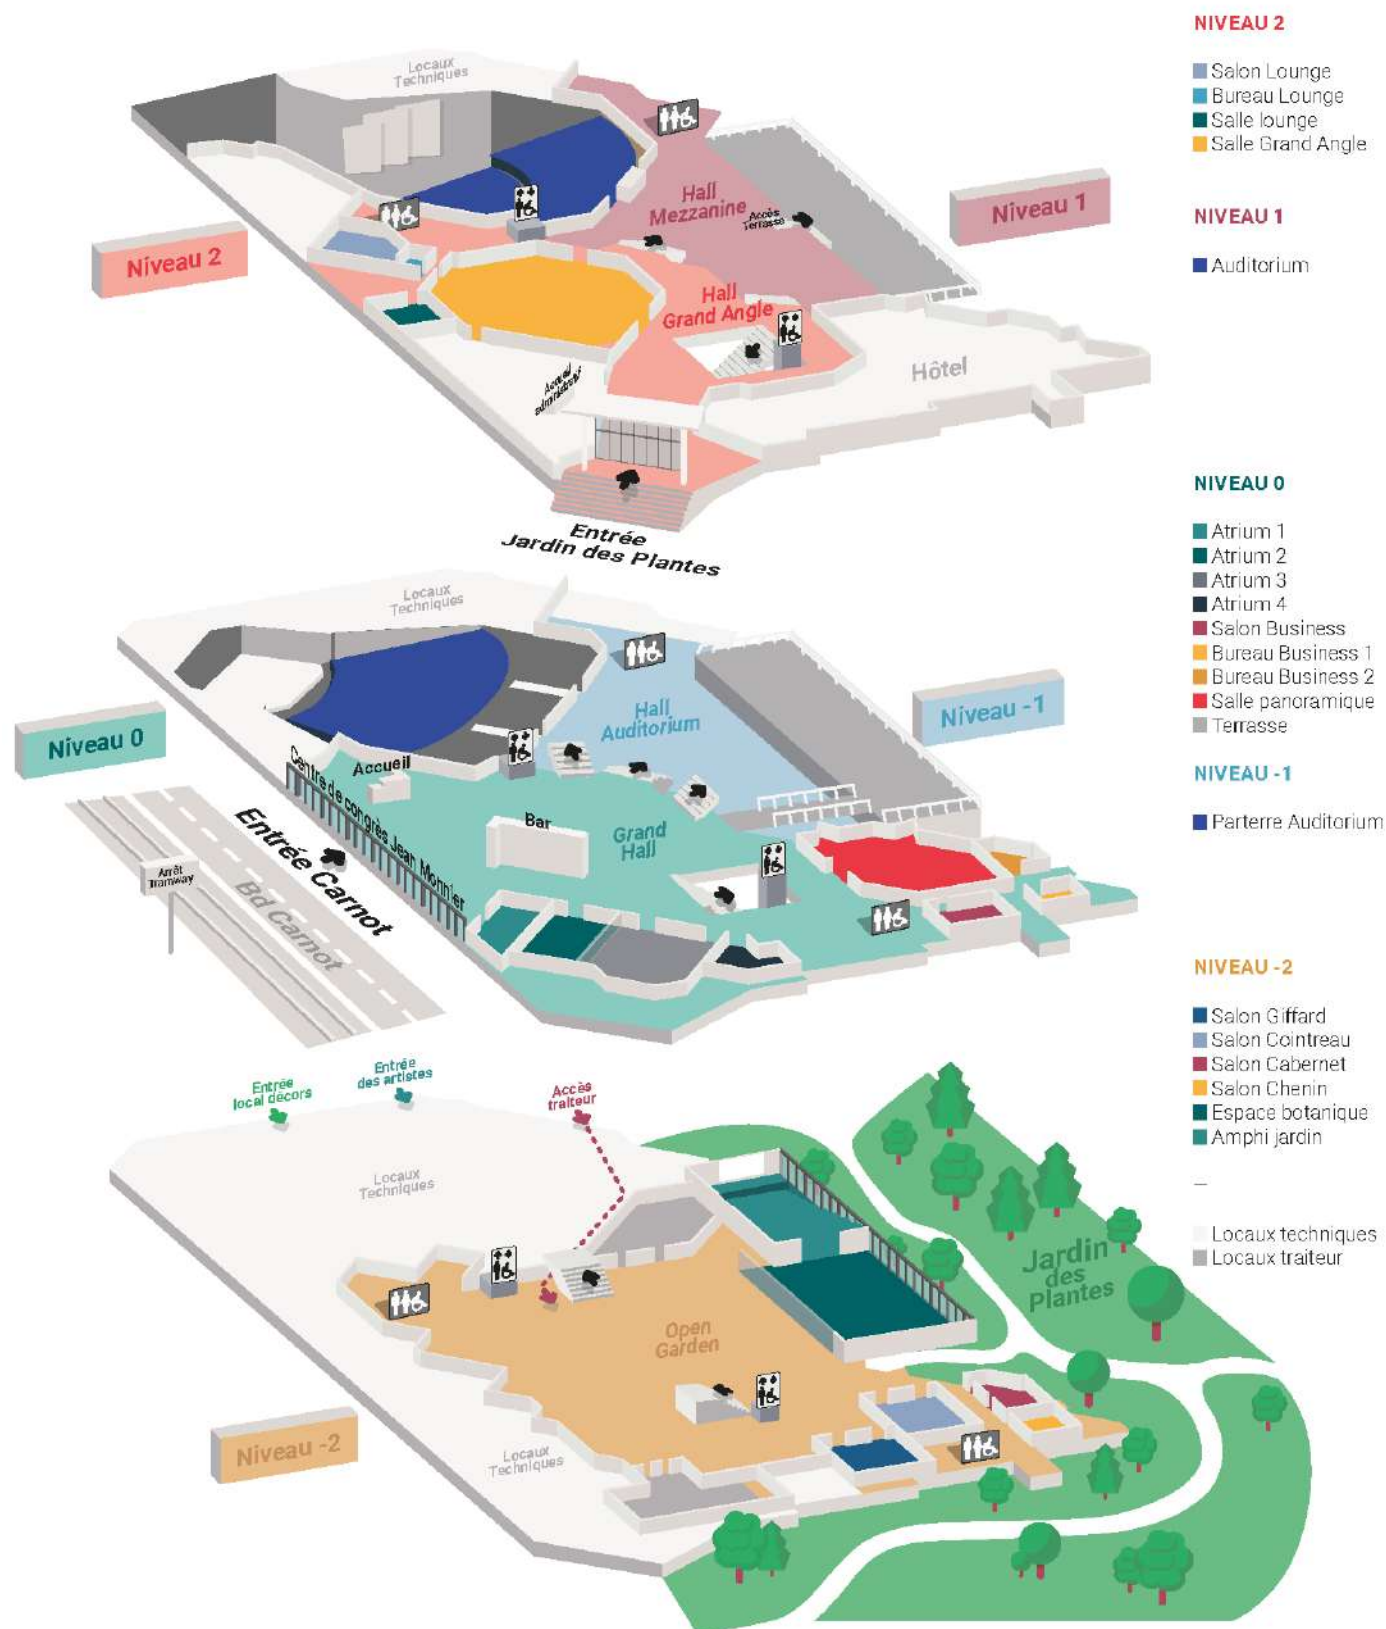 NIVEAU 2
Salon Lounge
Bureau Lounge
Salle lounge
Salle Grand Angle
NIVEAU 1
Auditorium
Locaux
Techniques
Hall
Mezzanine
Accès
Terrasse
Niveau 1
Niveau 2
Hall
Grand Angle
Hôtel
Accueil
administratif
Entrée
Jardin des Plantes
NIVEAU 0
Atrium 1
Atrium 2
Atrium 3
Atrium 4
Salon Business
Bureau Business 1
Bureau Business 2
Salle panoramique
Terrasse
NIVEAU -1
Parterre Auditorium
Locaux
Techniques
Hall
Auditorium
Niveau -1
Niveau 0
Accueil
Centre de congrès Jean Monnier
Bar
Grand
Hall
Entrée Carnot
Arrêt
Tramway
Bd Carnot
NIVEAU -2
Salon Giffard
Salon Cointreau
Salon Cabernet
Salon Chenin
Espace botanique
Amphi jardin
–
Locaux techniques
Locaux traiteur
Entrée
local décors
Entrée
des artistes
Accès
traiteur
Locaux
Techniques
Jardin
des
Plantes
Open
Garden
Niveau -2
Locaux
Techniques